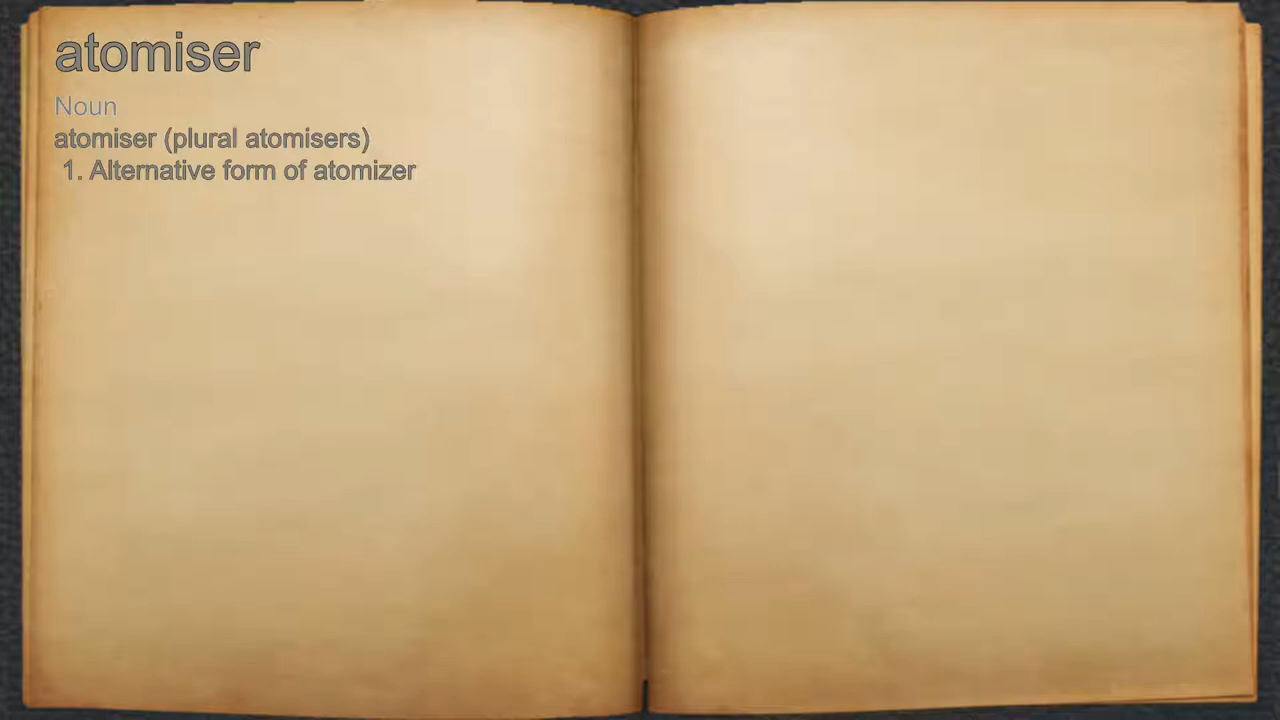 atomiser
Noun
atomiser (plural atomisers)
1. Alternative form of atomizer